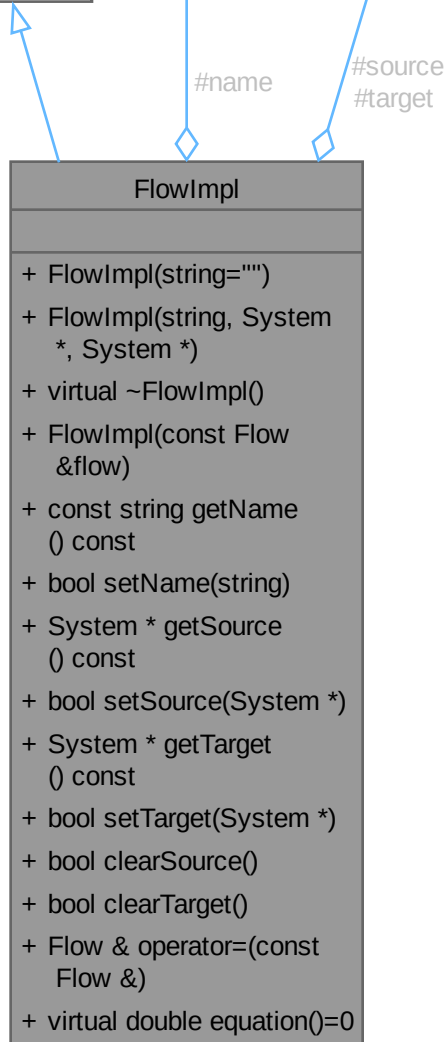 #name
#source
#target
FlowImpl
+ FlowImpl(string="")
+ FlowImpl(string, System
*, System *)
+ virtual ~FlowImpl()
+ FlowImpl(const Flow
&flow)
+ const string getName
() const
+ bool setName(string)
+ System * getSource
() const
+ bool setSource(System *)
+ System * getTarget
() const
+ bool setTarget(System *)
+ bool clearSource()
+ bool clearTarget()
+ Flow & operator=(const
Flow &)
+ virtual double equation()=0